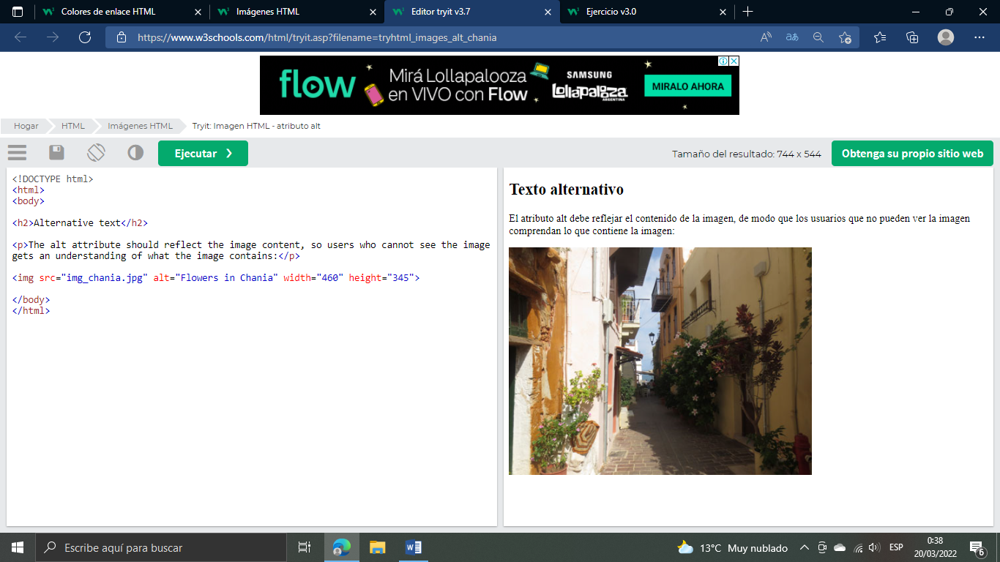 Colores de enlace HTML
Imágenes HTML
Editor tryit v3.7
Ejercicio v3.0
https://www.w3schools.com/html/tryit.asp?filename=tryhtml_images_alt_chania
flow
Mirá Lollapalooza
en VIVO con Flow
SAMSUNG
Lollapalooza
ARGENTINA
MIRALO AHORA
Hogar
HTML
Imágenes HTML
Tryit: Imagen HTML - atributo alt
Ejecutar ❯
Tamaño del resultado: 744 x 544
Obtenga su propio sitio web
<!DOCTYPE html>
<html>
<body>
<h2>Alternative text</h2>
<p>The alt attribute should reflect the image content, so users who cannot see the image
gets an understanding of what the image contains:</p>
<img src="img_chania.jpg" alt="Flowers in Chania" width="460" height="345">
</body>
</html>
Texto alternativo
El atributo alt debe reflejar el contenido de la imagen, de modo que los usuarios que no pueden ver la imagen
comprendan lo que contiene la imagen:
Escribe aquí para buscar
13°C Muy nublado
ESP
0:38
20/03/2022
6